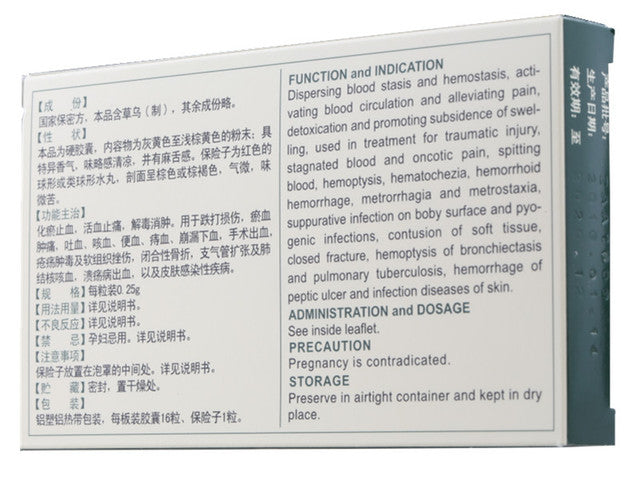 【成　份】
国家保密方，本品含草乌（制），其余成份略。
【性　状】
本品为硬胶囊，内容物为灰黄色至浅棕黄色的粉末；具
特异香气，味略感清凉，并有麻舌感。保险子为红色的
球形或类球形水丸，剖面呈棕色或棕褐色，气微，味
微苦。
【功能主治】
化瘀止血，活血止痛，解毒消肿。用于跌打损伤，瘀血
肿痛，吐血、咳血、便血、痔血、崩漏下血，手术出血，
疮疡肿毒及软组织挫伤，闭合性骨折，支气管扩张及肺
结核咳血，溃疡病出血，以及皮肤感染性疾病。
【规　格】每粒装0.25g
【用法用量】详见说明书。
【不良反应】详见说明书。
【禁　忌】孕妇忌用。详见说明书。
【注意事项】
保险子放置在泡罩的中间处。详见说明书。
【贮　藏】密封，置干燥处。
【包　装】
铝塑铝热带包装，每板装胶囊16粒、保险子1粒。
FUNCTION and INDICATION
Dispersing blood stasis and hemostasis, acti-
vating blood circulation and alleviating pain,
detoxication and promoting subsidence of swel-
ling, used in treatment for traumatic injury,
stagnated blood and oncotic pain, spitting
blood, hemoptysis, hematochezia, hemorrhoid
hemorrhage, metrorrhagia and metrostaxia,
suppurative infection on boby surface and pyo-
genic infections, contusion of soft tissue,
closed fracture, hemoptysis of bronchiectasis
and pulmonary tuberculosis, hemorrhage of
peptic ulcer and infection diseases of skin.
ADMINISTRATION and DOSAGE
See inside leaflet.
PRECAUTION
Pregnancy is contradicated.
STORAGE
Preserve in airtight container and kept in dry
place.
产品批号:
生产日期:
有效期: 至